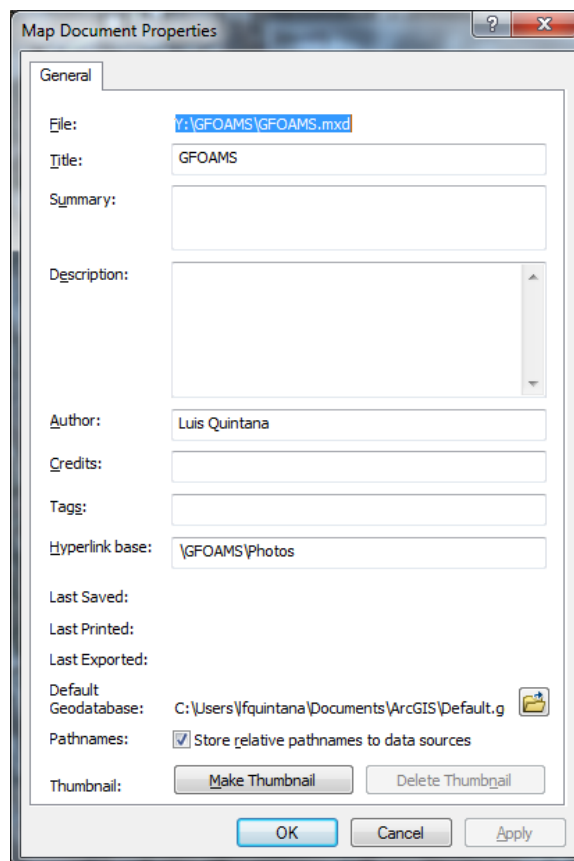 Map Document Properties
General
File: Y:\GFOAMS\GFOAMS.mxd
Title: GFOAMS
Summary:
Description:
Author: Luis Quintana
Credits:
Tags:
Hyperlink base: \GFOAMS\Photos
Last Saved:
Last Printed:
Last Exported:
Default
Geodatabase: C:\Users\lfquintana\Documents\ArcGIS\Default.g
Pathnames: Store relative pathnames to data sources
Thumbnail: Make Thumbnail Delete Thumbnail
OK Cancel Apply